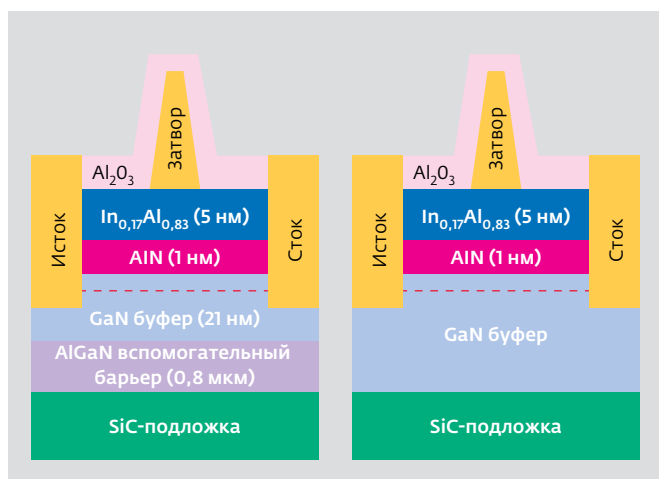 Затвор
Al₂O₃
Исток
In₀,₁₇Al₀,₈₃ (5 нм)
AlN (1 нм)
Сток
GaN буфер (21 нм)
AlGaN вспомогательный
барьер (0,8 мкм)
SiC-подложка
Затвор
Al₂O₃
Исток
In₀,₁₇Al₀,₈₃ (5 нм)
AlN (1 нм)
Сток
GaN буфер
SiC-подложка